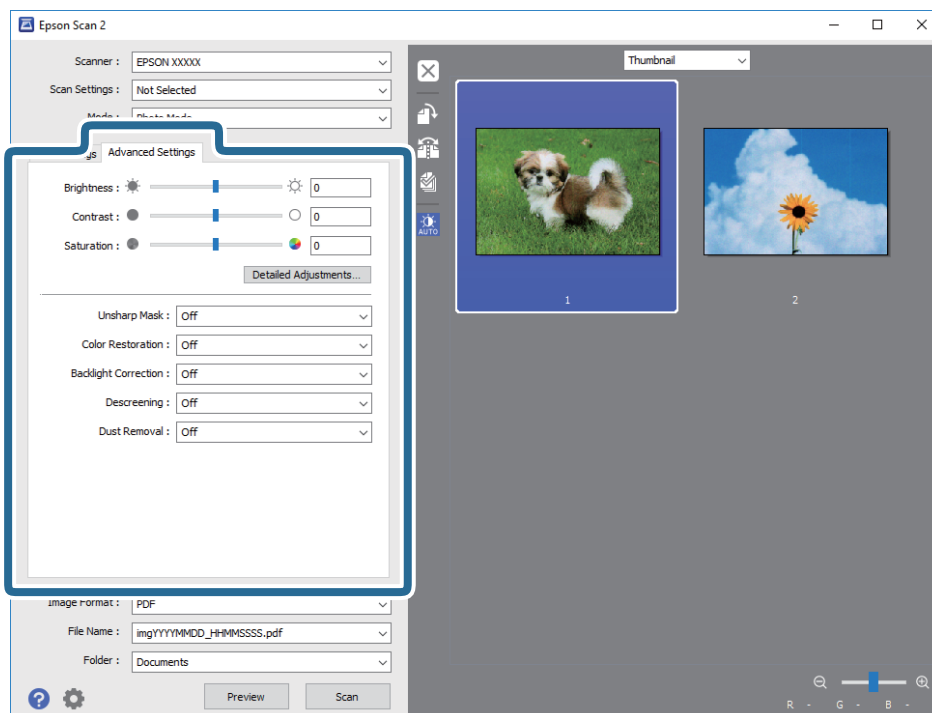 Epson Scan 2
Scanner : EPSON XXXXX
Thumbnail
Scan Settings : Not Selected
Advanced Settings
Brightness : 0
Contrast : 0
Saturation : 0
AUTO
Detailed Adjustments...
1
2
Unsharp Mask : Off
Color Restoration : Off
Backlight Correction : Off
Descreening : Off
Dust Removal : Off
Image Format : PDF
File Name : imgYYYYMMDD_HHMMSSSS.pdf
Folder : Documents
Preview
Scan
R - G - B -